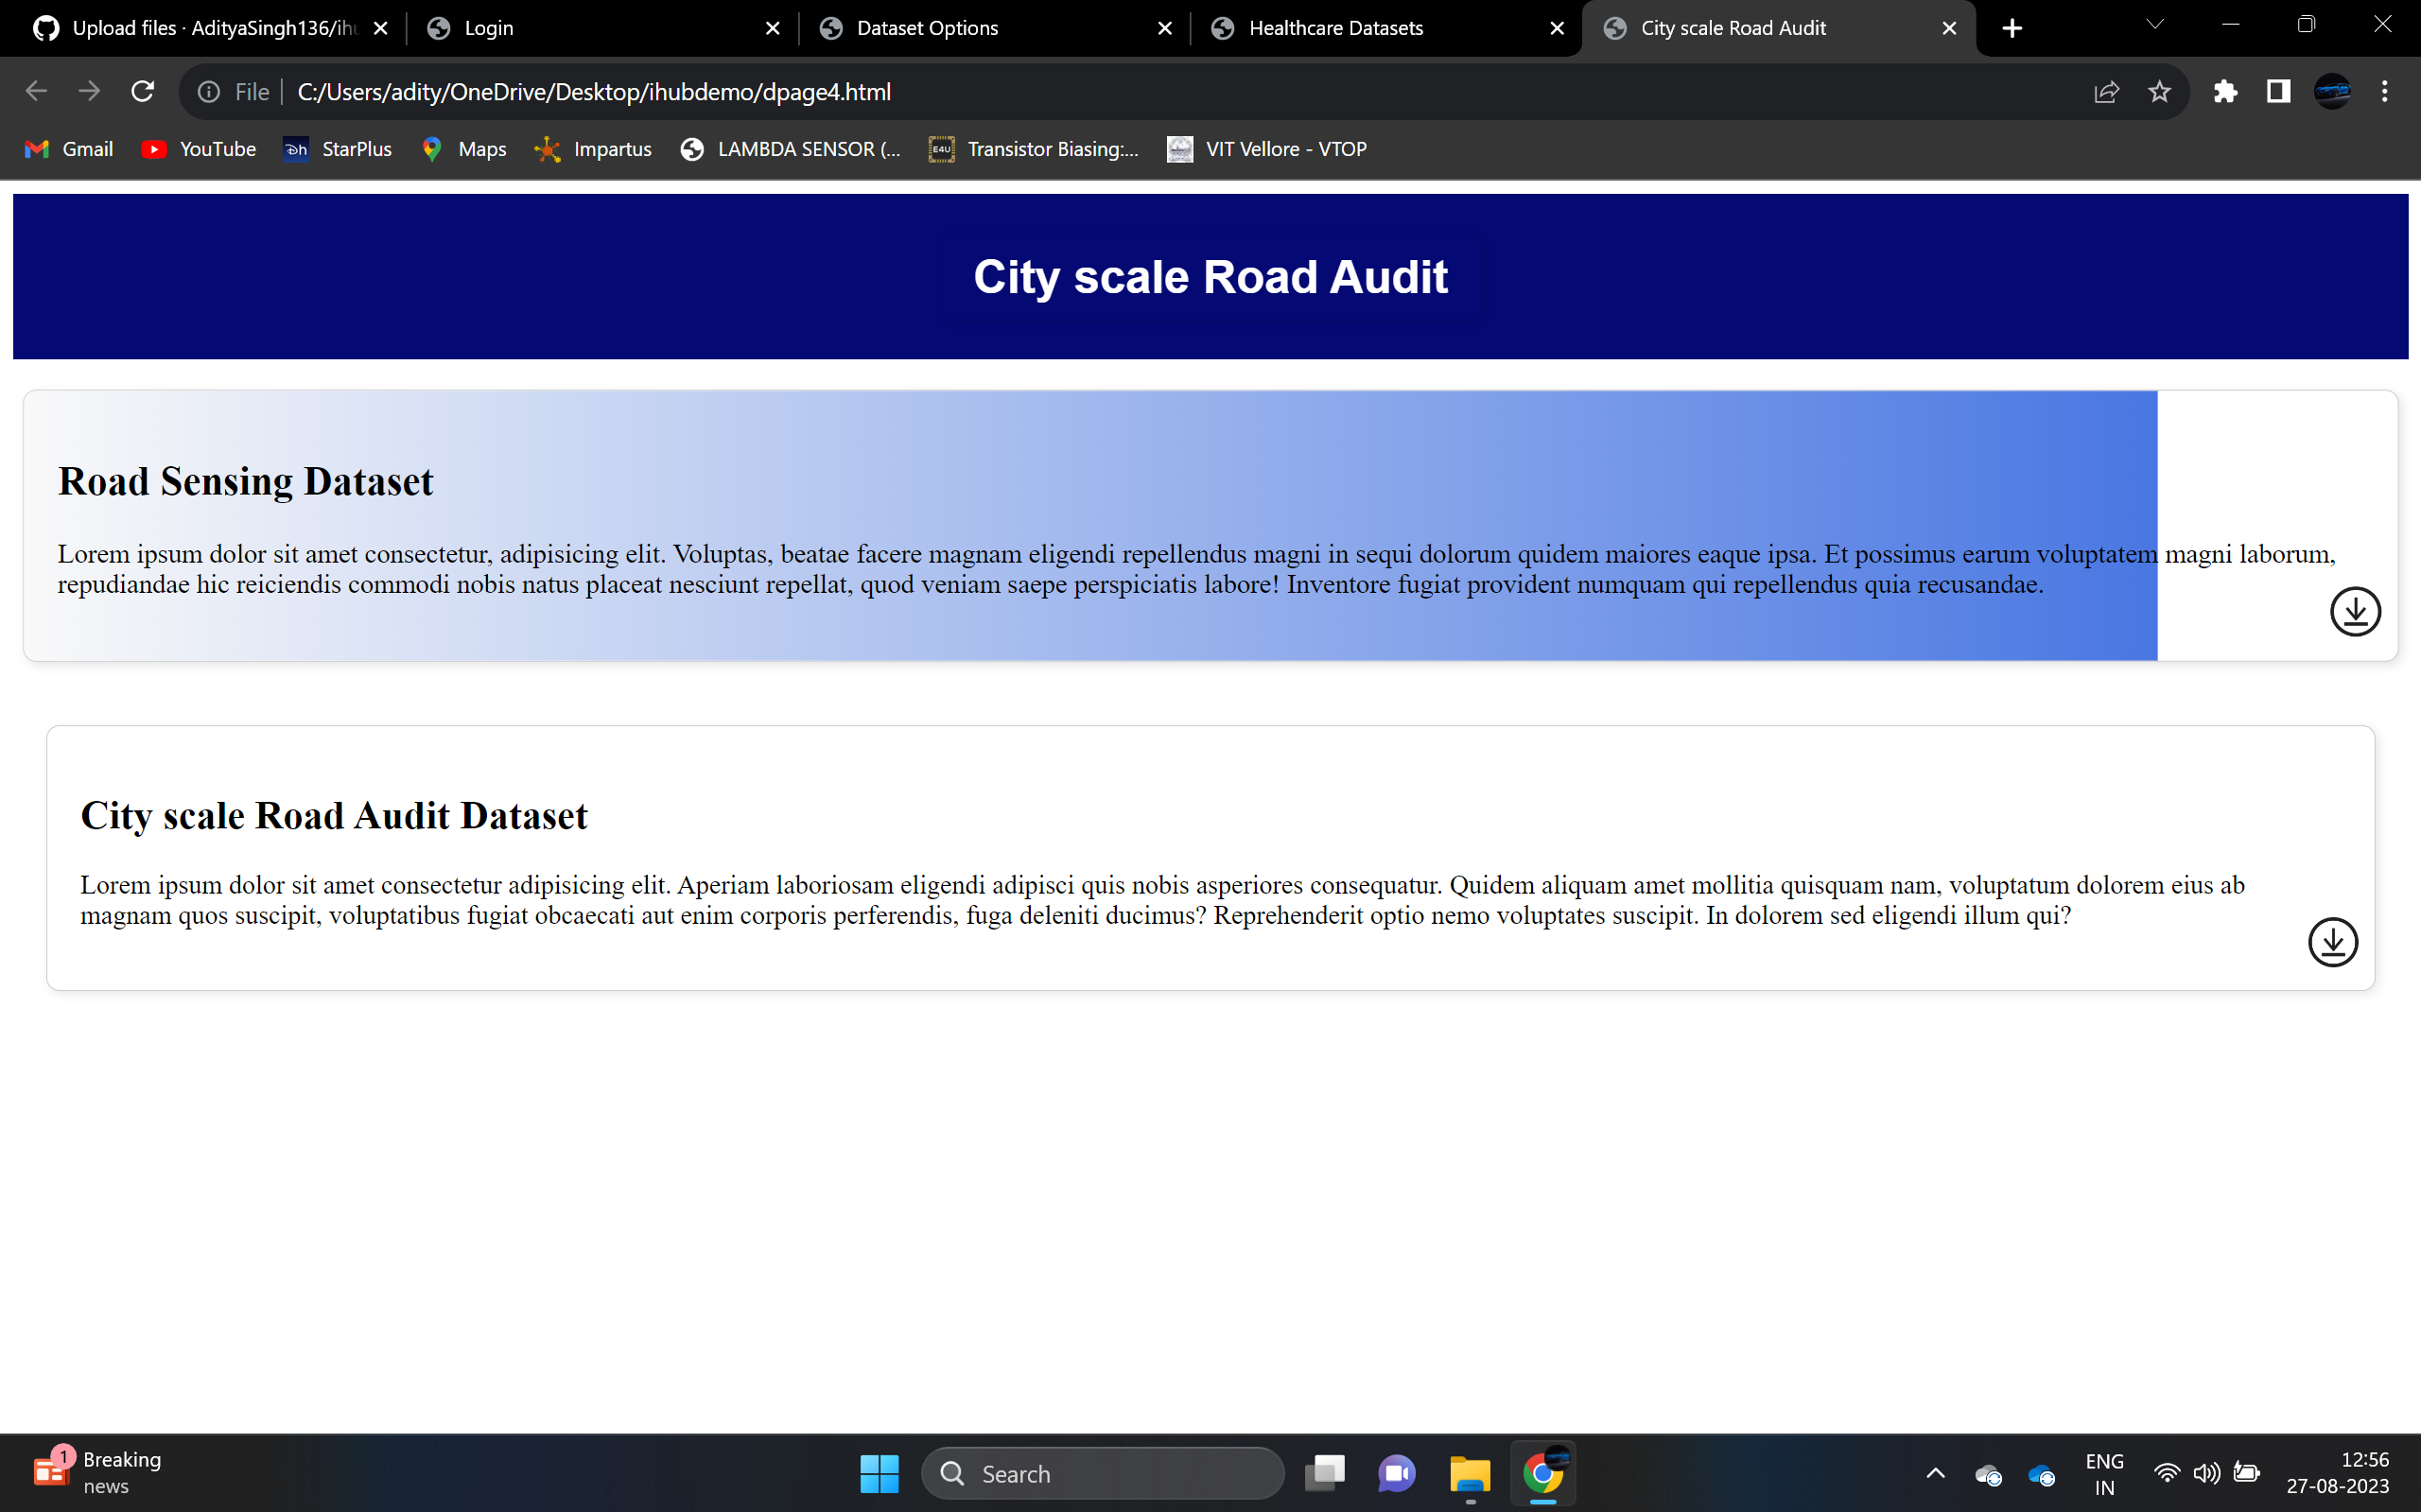 Upload files · AdityaSingh136/ih
Login
Dataset Options
Healthcare Datasets
City scale Road Audit
File
C:/Users/adity/OneDrive/Desktop/ihubdemo/dpage4.html
Gmail
YouTube
StarPlus
Maps
Impartus
LAMBDA SENSOR (...
E4U
Transistor Biasing:...
VIT Vellore - VTOP
City scale Road Audit
Road Sensing Dataset
Lorem ipsum dolor sit amet consectetur, adipisicing elit. Voluptas, beatae facere magnam eligendi repellendus magni in sequi dolorum quidem maiores eaque ipsa. Et possimus earum voluptatem magni laborum,
repudiandae hic reiciendis commodi nobis natus placeat nesciunt repellat, quod veniam saepe perspiciatis labore! Inventore fugiat provident numquam qui repellendus quia recusandae.
City scale Road Audit Dataset
Lorem ipsum dolor sit amet consectetur adipisicing elit. Aperiam laboriosam eligendi adipisci quis nobis asperiores consequatur. Quidem aliquam amet mollitia quisquam nam, voluptatum dolorem eius ab
magnam quos suscipit, voluptatibus fugiat obcaecati aut enim corporis perferendis, fuga deleniti ducimus? Reprehenderit optio nemo voluptates suscipit. In dolorem sed eligendi illum qui?
1
Breaking
news
Search
ENG
IN
12:56
27-08-2023